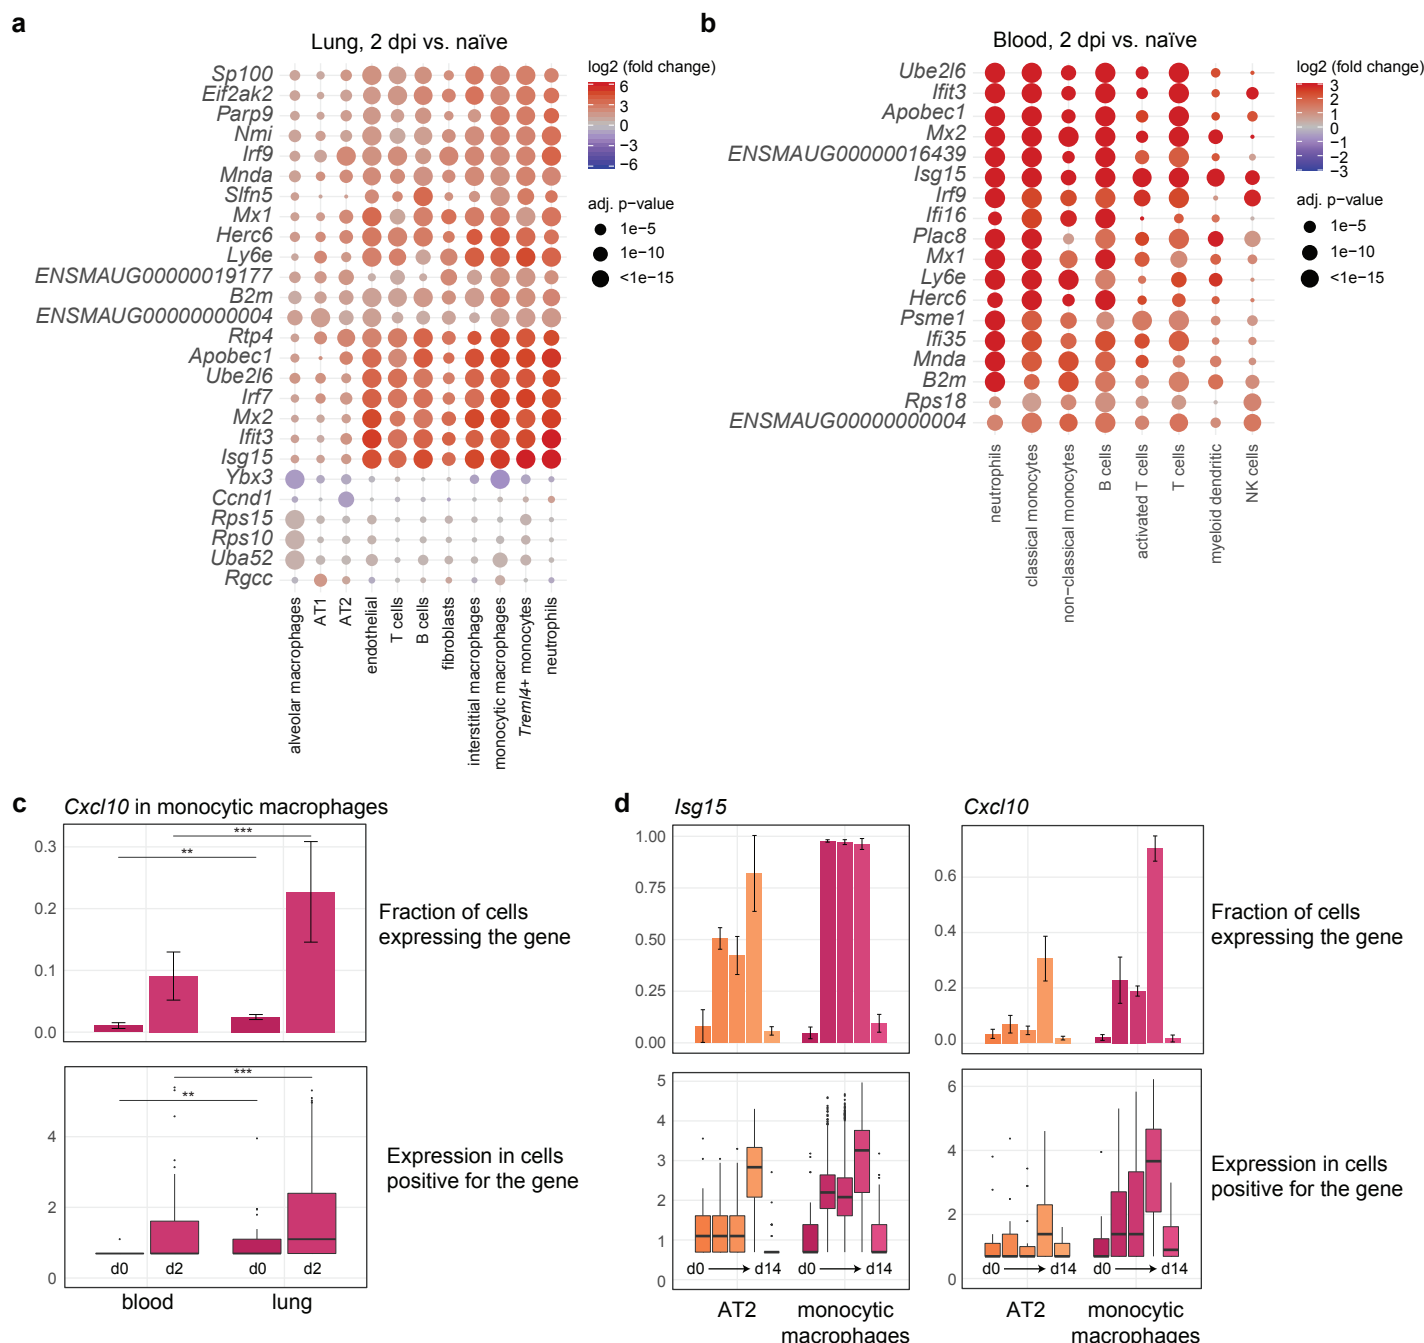 a
Lung, 2 dpi vs. naïve
Sp100
Eif2ak2
Parp9
Nmi
Irf9
Mnda
Slfn5
Mx1
Herc6
Ly6e
ENSMAUG00000019177
B2m
ENSMAUG00000000004
Rtp4
Apobec1
Ube2l6
Irf7
Mx2
Ifit3
Isg15
Ybx3
Ccnd1
Rps15
Rps10
Uba52
Rgcc
alveolar macrophages
AT1
AT2
endothelial
T cells
B cells
fibroblasts
interstitial macrophages
monocytic macrophages
Treml4+ monocytes
neutrophils
log2 (fold change)
6
3
0
−3
−6
adj. p−value
1e−5
1e−10
<1e−15
b
Blood, 2 dpi vs. naïve
Ube2l6
Ifit3
Apobec1
Mx2
ENSMAUG00000016439
Isg15
Irf9
Ifi16
Plac8
Mx1
Ly6e
Herc6
Psme1
Ifi35
Mnda
B2m
Rps18
ENSMAUG00000000004
neutrophils
classical monocytes
non−classical monocytes
B cells
activated T cells
T cells
myeloid dendritic
NK cells
log2 (fold change)
3
2
1
0
−1
−2
−3
adj. p−value
1e−5
1e−10
<1e−15
c
Cxcl10 in monocytic macrophages
***
**
0.3
0.2
0.1
0.0
Fraction of cells
expressing the gene
***
**
4
2
0
d0
d2
d0
d2
blood
lung
Expression in cells
positive for the gene
d
Isg15
1.00
0.75
0.50
0.25
0.00
5
4
3
2
1
0
d0
d14
d0
d14
AT2
monocytic
macrophages
Cxcl10
0.6
0.4
0.2
0.0
Fraction of cells
expressing the gene
6
4
2
0
d0
d14
d0
d14
AT2
monocytic
macrophages
Expression in cells
positive for the gene